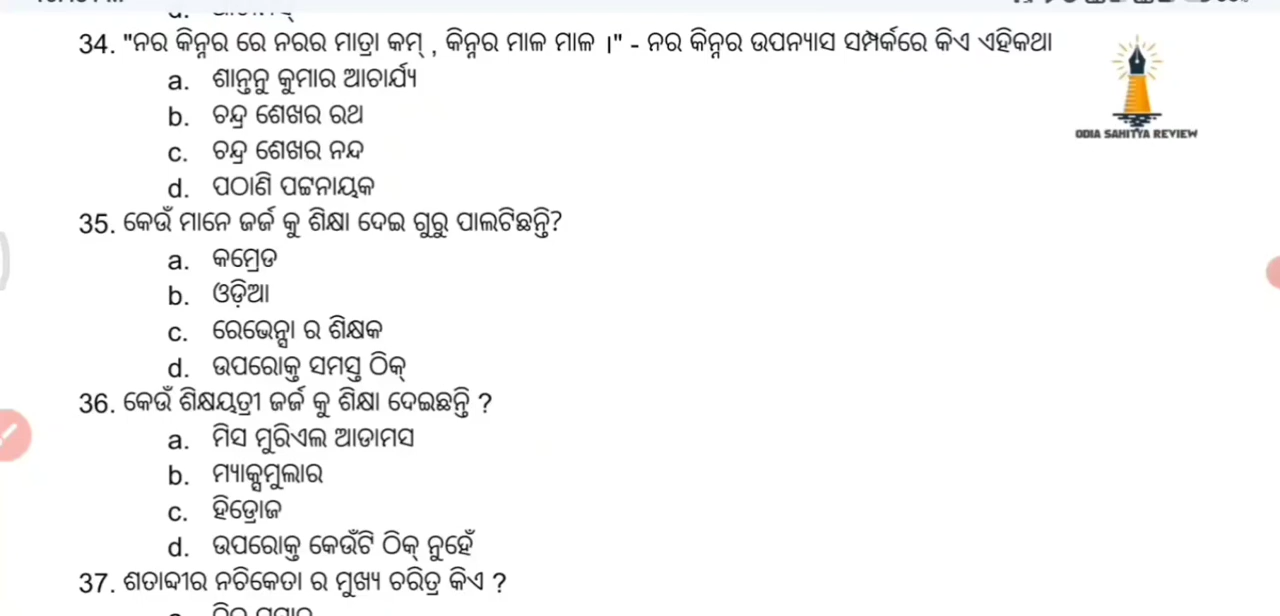 34. "ନର କିନ୍ନର ରେ ନରର ମାତ୍ରା କମ୍ , କିନ୍ନର ମାଳ ମାଳ ।" - ନର କିନ୍ନର ଉପନ୍ୟାସ ସମ୍ପର୍କରେ କିଏ ଏହିକଥା
a. ଶାନ୍ତନୁ କୁମାର ଆଚାର୍ଯ୍ୟ
b. ଚନ୍ଦ୍ର ଶେଖର ରଥ
c. ଚନ୍ଦ୍ର ଶେଖର ନନ୍ଦ
d. ପଠାଣି ପଟ୍ଟନାୟକ
ODIA SAHITYA REVIEW
35. କେଉଁ ମାନେ ଜର୍ଜ କୁ ଶିକ୍ଷା ଦେଇ ଗୁରୁ ପାଲଟିଛନ୍ତି?
a. କମ୍ରେଡ
b. ଓଡ଼ିଆ
c. ରେଭେନ୍ସା ର ଶିକ୍ଷକ
d. ଉପରୋକ୍ତ ସମସ୍ତ ଠିକ୍
36. କେଉଁ ଶିକ୍ଷୟତ୍ରୀ ଜର୍ଜ କୁ ଶିକ୍ଷା ଦେଇଛନ୍ତି ?
a. ମିସ ମୁରିଏଲ ଆଡାମସ
b. ମ୍ୟାକ୍ସମୁଲାର
c. ହିଡ୍ରୋଜ
d. ଉପରୋକ୍ତ କେଉଁଟି ଠିକ୍ ନୁହେଁ
37. ଶତାବ୍ଦୀର ନଚିକେତା ର ମୁଖ୍ୟ ଚରିତ୍ର କିଏ ?